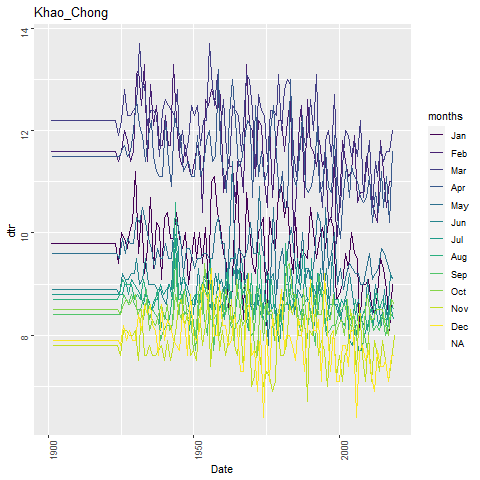 Khao_Chong
14
12
10
8
dtr
1900
1950
2000
Date
months
Jan
Feb
Mar
Apr
May
Jun
Jul
Aug
Sep
Oct
Nov
Dec
NA